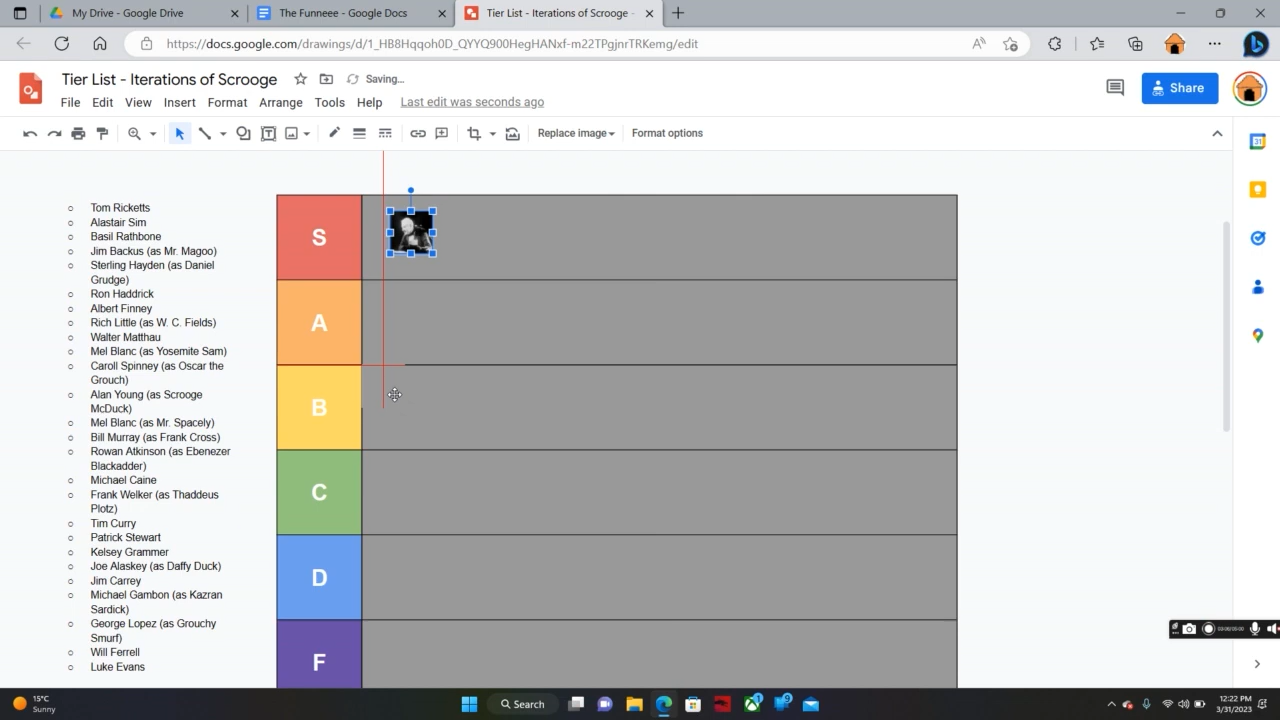 My Drive - Google Drive
The Funneee - Google Docs
Tier List - Iterations of Scrooge -
https://docs.google.com/drawings/d/1_HB8Hqqoh0D_QYYQ900HegHANxf-m22TPgjnrTRKemg/edit
Tier List - Iterations of Scrooge
Saving...
Share
File Edit View Insert Format Arrange Tools Help Last edit was seconds ago
Replace image Format options
Tom Ricketts
Alastair Sim
Basil Rathbone
Jim Backus (as Mr. Magoo)
Sterling Hayden (as Daniel
Grudge)
Ron Haddrick
Albert Finney
Rich Little (as W. C. Fields)
Walter Matthau
Mel Blanc (as Yosemite Sam)
Caroll Spinney (as Oscar the
Grouch)
Alan Young (as Scrooge
McDuck)
Mel Blanc (as Mr. Spacely)
Bill Murray (as Frank Cross)
Rowan Atkinson (as Ebenezer
Blackadder)
Michael Caine
Frank Welker (as Thaddeus
Plotz)
Tim Curry
Patrick Stewart
Kelsey Grammer
Joe Alaskey (as Daffy Duck)
Jim Carrey
Michael Gambon (as Kazran
Sardick)
George Lopez (as Grouchy
Smurf)
Will Ferrell
Luke Evans
S
A
B
C
D
F
31
15°C
Sunny
Search
12:22 PM
3/31/2023